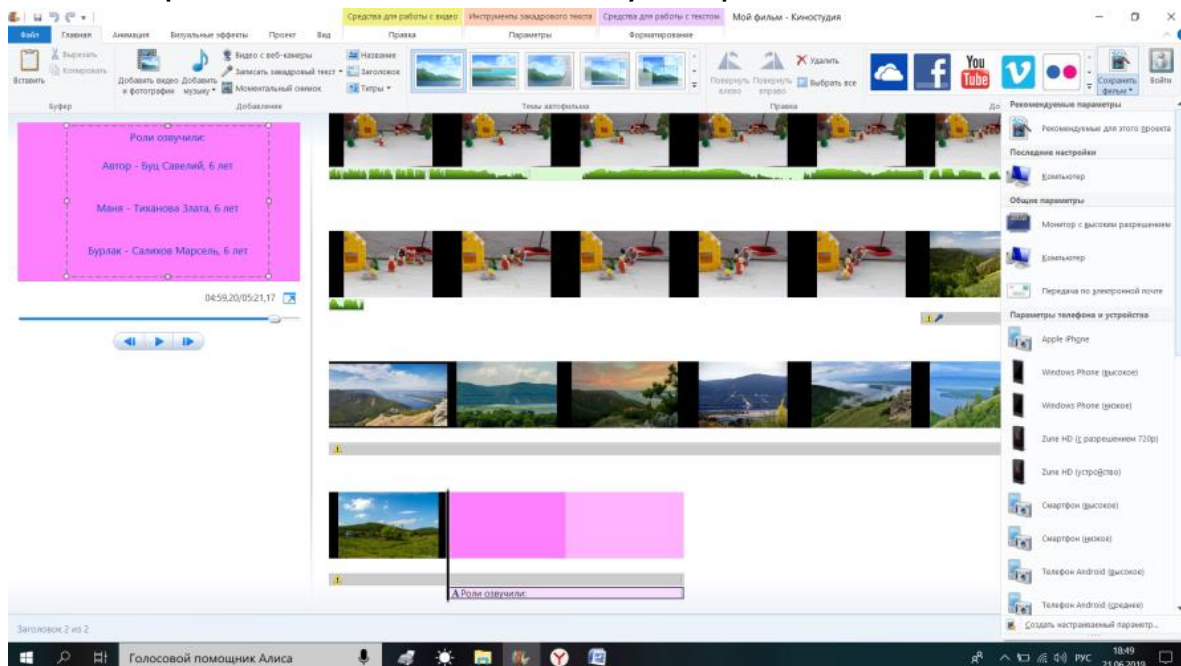 Средства для работы с видео
Инструменты закадрового текста
Средства для работы с текстом
Мой фильм - Киностудия
Файл
Главная
Анимация
Визуальные эффекты
Проект
Вид
Правка
Параметры
Форматирование
Вставить
Вырезать
Копировать
Буфер
Добавить видео и фотографии
Добавить музыку
Видео с веб-камеры
Записать закадровый текст
Моментальный снимок
Название
Заголовок
Титры
Добавление
Темы автофильма
Повернуть влево
Повернуть вправо
Удалить
Выбрать все
Правка
You
Tube
Сохранить фильм
Войти
Рекомендуемые параметры
Рекомендуемые для этого проекта
Последние настройки
Компьютер
Общие параметры
Монитор с высоким разрешением
Компьютер
Передача по электронной почте
Параметры телефона и устройства
Apple iPhone
Windows Phone (высокое)
Windows Phone (низкое)
Zune HD (с разрешением 720p)
Zune HD (устройство)
Смартфон (высокое)
Смартфон (низкое)
Телефон Android (высокое)
Телефон Android (среднее)
Создать настраиваемый параметр...
Роли озвучили:
Автор - Буц Савелий, 6 лет
Маня - Тиханова Злата, 6 лет
Бурлак - Салихов Марсель, 6 лет
04:59,20/05:21,17
A Роли озвучили:
Заголовок 2 из 2
Голосовой помощник Алиса
РУС
18:49
21.06.2019